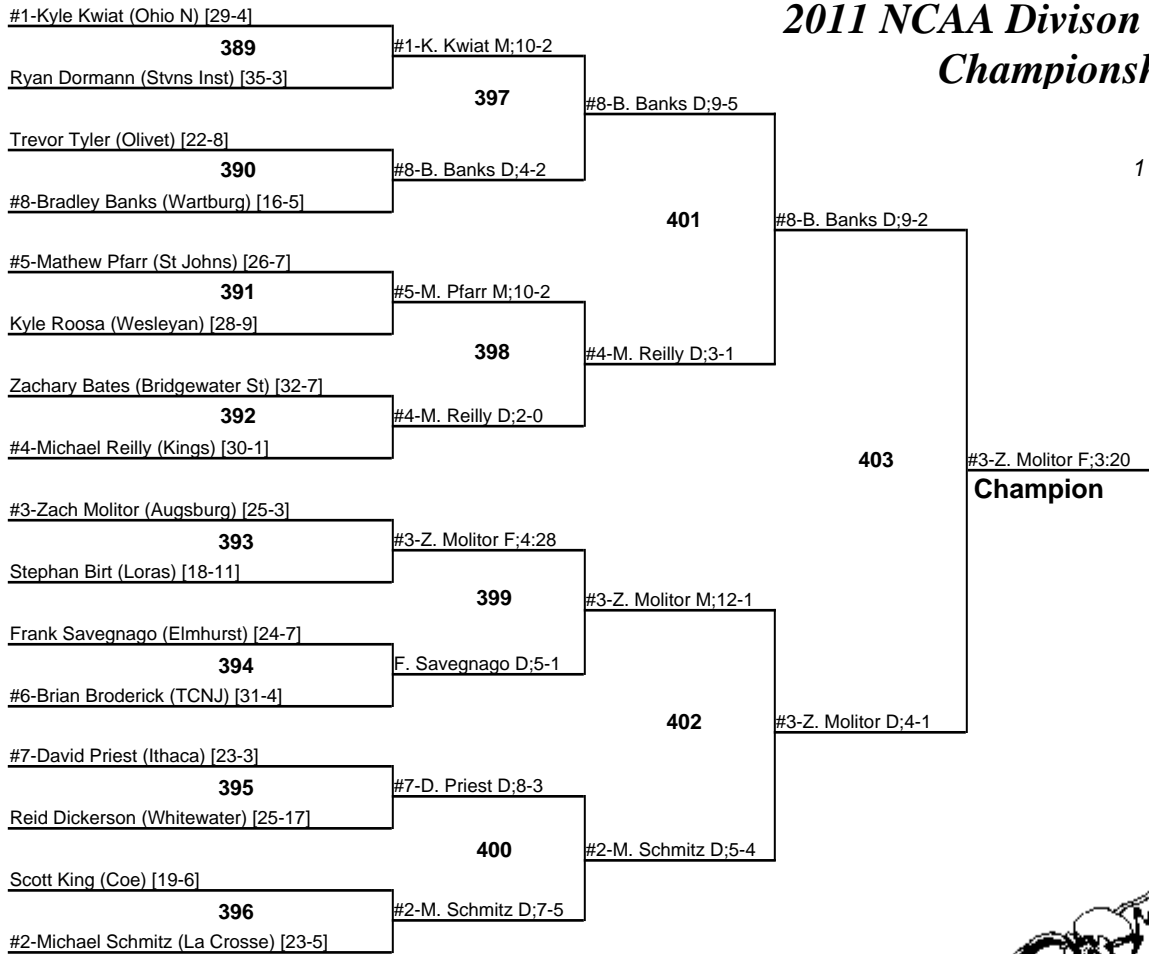 2011 NCAA Divison
Championsh
1
#1-Kyle Kwiat (Ohio N) [29-4]
389
Ryan Dormann (Stvns Inst) [35-3]
Trevor Tyler (Olivet) [22-8]
390
#8-Bradley Banks (Wartburg) [16-5]
#5-Mathew Pfarr (St Johns) [26-7]
391
Kyle Roosa (Wesleyan) [28-9]
Zachary Bates (Bridgewater St) [32-7]
392
#4-Michael Reilly (Kings) [30-1]
#3-Zach Molitor (Augsburg) [25-3]
393
Stephan Birt (Loras) [18-11]
Frank Savegnago (Elmhurst) [24-7]
394
#6-Brian Broderick (TCNJ) [31-4]
#7-David Priest (Ithaca) [23-3]
395
Reid Dickerson (Whitewater) [25-17]
Scott King (Coe) [19-6]
396
#2-Michael Schmitz (La Crosse) [23-5]
#1-K. Kwiat M;10-2
397
#8-B. Banks D;4-2
#5-M. Pfarr M;10-2
398
#4-M. Reilly D;2-0
#3-Z. Molitor F;4:28
399
F. Savegnago D;5-1
#7-D. Priest D;8-3
400
#2-M. Schmitz D;7-5
#8-B. Banks D;9-5
401
#4-M. Reilly D;3-1
#3-Z. Molitor M;12-1
402
#2-M. Schmitz D;5-4
#8-B. Banks D;9-2
403
#3-Z. Molitor D;4-1
#3-Z. Molitor F;3:20
Champion